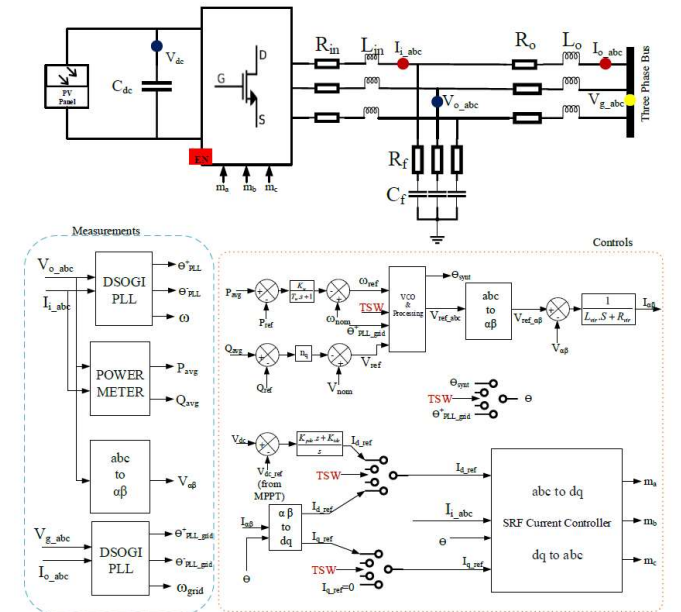 PV
Panel
C_dc
V_dc
G
D
S
EN
m_a
m_b
m_c
R_in
L_in
I_i_abc
R_o
L_o
I_o_abc
V_o_abc
V_g_abc
Three Phase Bus
R_f
C_f
Measurements
V_o_abc
I_i_abc
DSOGI
PLL
Θ⁺_PLL
Θ⁻_PLL
ω
POWER
METER
P_avg
Q_avg
abc
to
αβ
V_αβ
V_g_abc
I_o_abc
DSOGI
PLL
Θ⁺_PLL_grid
Θ⁻_PLL_grid
ω_grid
Controls
P_avg
P_ref
T_w.s+1
ω_ref
TSW
ω_nom
Θ⁺_PLL_grid
Q_avg
Q_ref
n_q
V_ref
V_nom
VCO
&
Processing
Θ_synt
V_ref_abc
abc
to
αβ
V_ref_αβ
V_αβ
1
L_vir.S + R_vir
I_αβ
Θ_synt
TSW
Θ
Θ⁺_PLL_grid
V_dc
V_dc_ref
(from
MPPT)
s
I_d_ref
TSW
I_d_ref
I_αβ
α β
to
dq
Θ
I_d_ref
I_q_ref
TSW
I_q_ref=0
I_q_ref
I_i_abc
Θ
abc to dq
SRF Current Controller
dq to abc
m_a
m_b
m_c